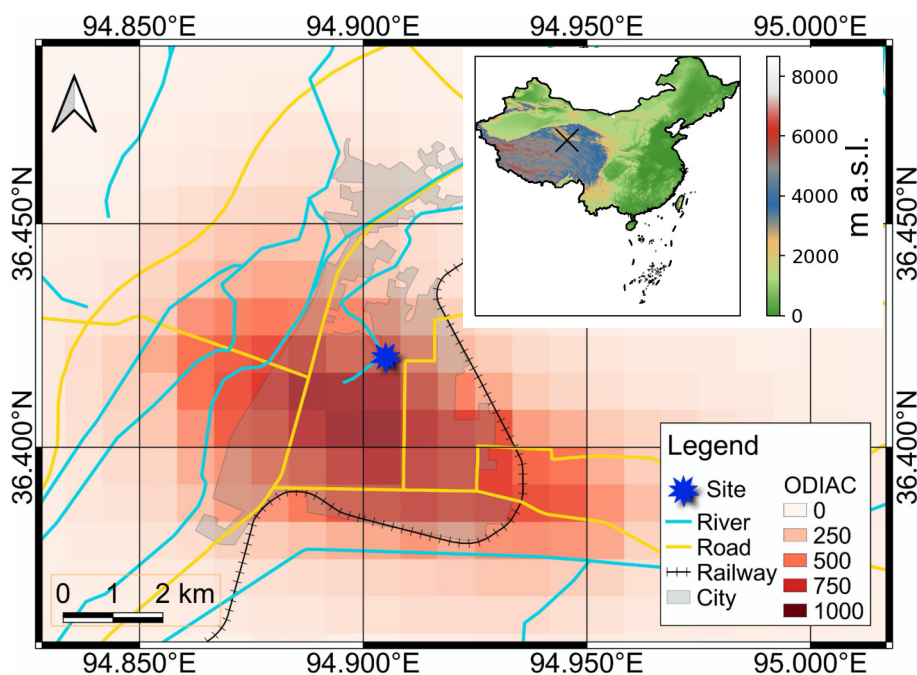 94.850°E 94.900°E 95.000°E
8000
6000
4000
2000
0
m a.s.l.
36.450°N 36.450°N
36.400°N 36.400°N
Legend
Site
River
Road
Railway
City
ODIAC
0
250
500
750
1000
0 1 2 km
94.850°E 94.900°E 94.950°E 95.000°E